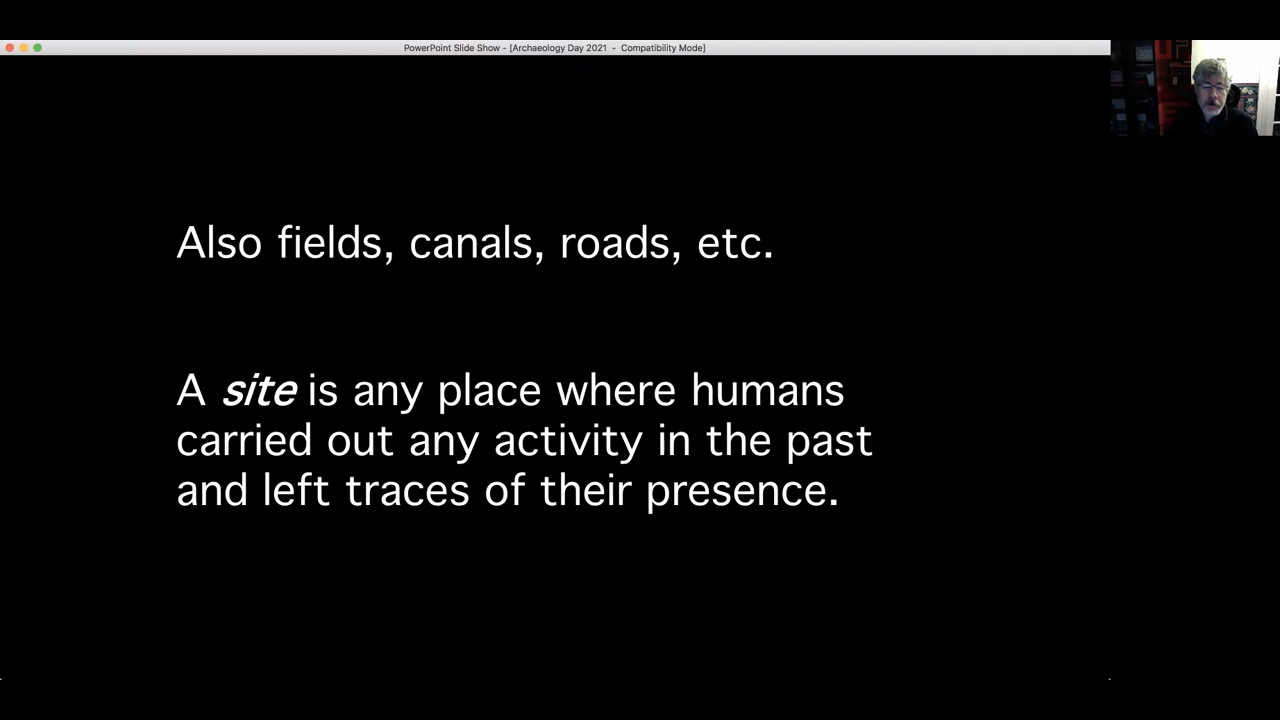 PowerPoint Slide Show - [Archaeology Day 2021 - Compatibility Mode]
Also fields, canals, roads, etc.
A site is any place where humans
carried out any activity in the past
and left traces of their presence.